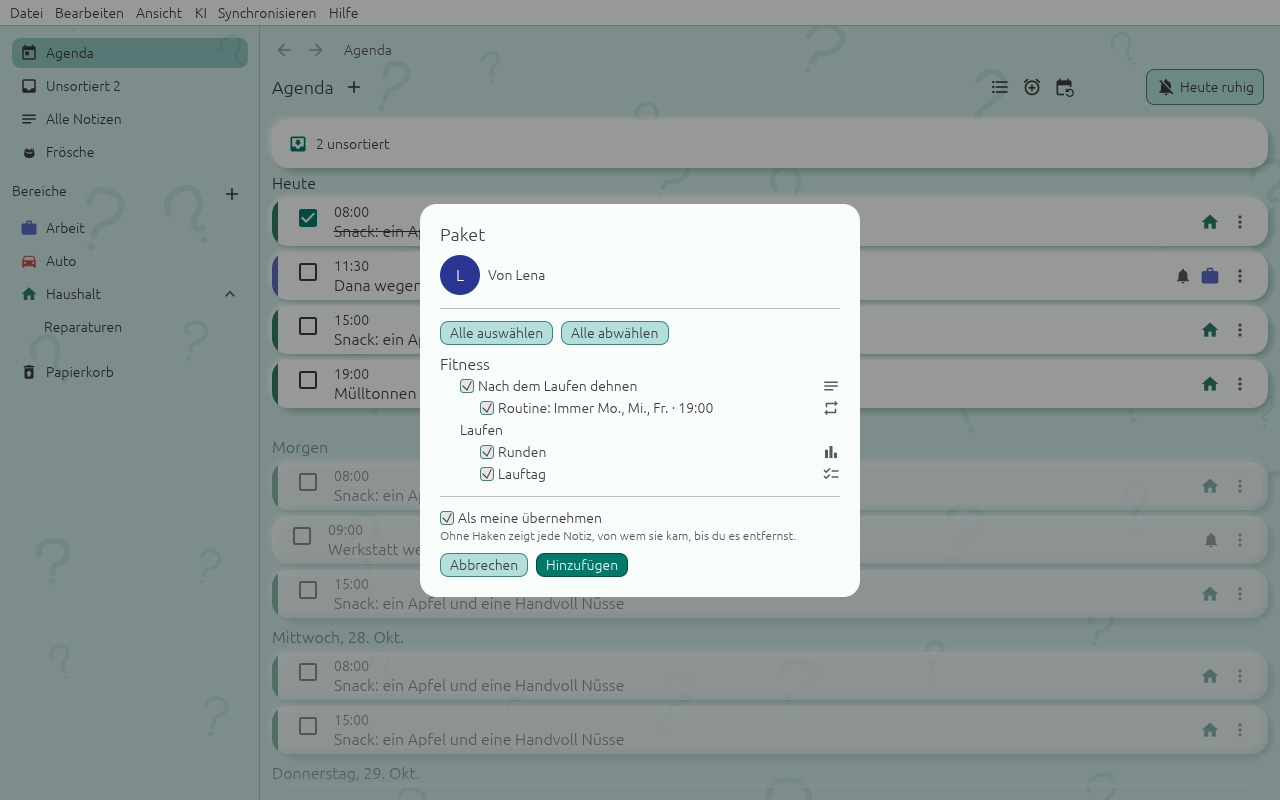 Datei Bearbeiten Ansicht KI Synchronisieren Hilfe
Agenda
Unsortiert 2
Alle Notizen
Frösche
Bereiche
Arbeit
Auto
Haushalt
Reparaturen
Papierkorb
Agenda
Agenda
Heute ruhig
2 unsortiert
Heute
08:00
Snack: ein
11:30
Dana wegen
15:00
Snack: ein
19:00
Mülltonnen
Morgen
08:00
Snack: ein
09:00
Werkstatt
15:00
Snack: ein Apfel und eine Handvoll Nüsse
Mittwoch, 28. Okt.
08:00
Snack: ein Apfel und eine Handvoll Nüsse
15:00
Snack: ein Apfel und eine Handvoll Nüsse
Donnerstag, 29. Okt.
Paket
L
Von Lena
Alle auswählen Alle abwählen
Fitness
Nach dem Laufen dehnen
Routine: Immer Mo., Mi., Fr. · 19:00
Laufen
Runden
Lauftag
Als meine übernehmen
Ohne Haken zeigt jede Notiz, von wem sie kam, bis du es entfernst.
Abbrechen Hinzufügen